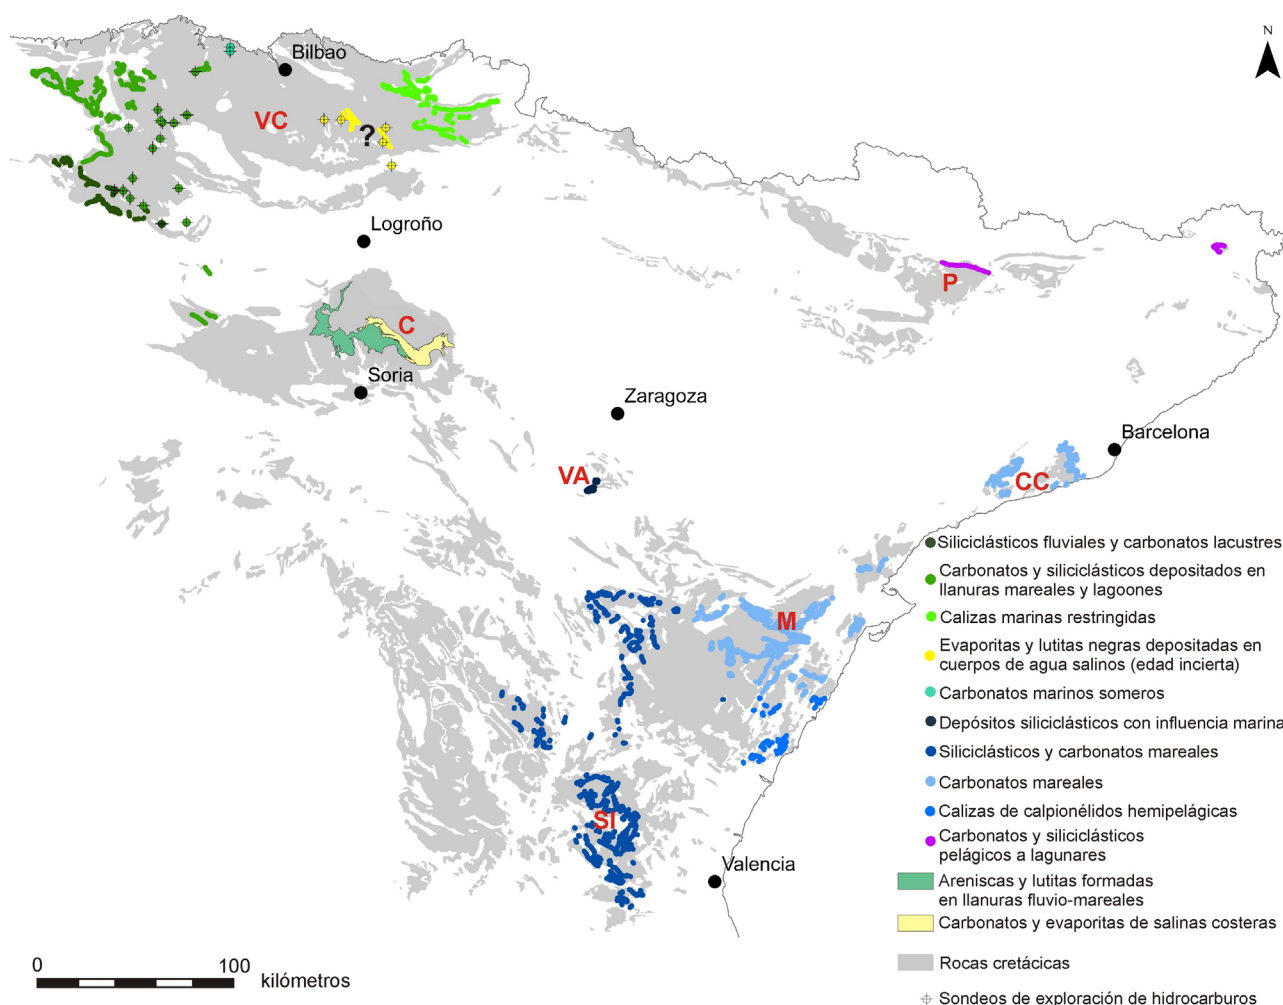 N
Bilbao
VC
?
Logroño
P
C
Soria
Zaragoza
Barcelona
VA
CC
M
SI
Valencia
Siliciclásticos fluviales y carbonatos lacustres
Carbonatos y siliciclásticos depositados en
llanuras mareales y lagoones
Calizas marinas restringidas
Evaporitas y lutitas negras depositadas en
cuerpos de agua salinos (edad incierta)
Carbonatos marinos someros
Depósitos siliciclásticos con influencia marina
Siliciclásticos y carbonatos mareales
Carbonatos mareales
Calizas de calpionélidos hemipelágicas
Carbonatos y siliciclásticos
pelágicos a lagunares
Areniscas y lutitas formadas
en llanuras fluvio-mareales
Carbonatos y evaporitas de salinas costeras
Rocas cretácicas
Sondeos de exploración de hidrocarburos
0 100
kilómetros